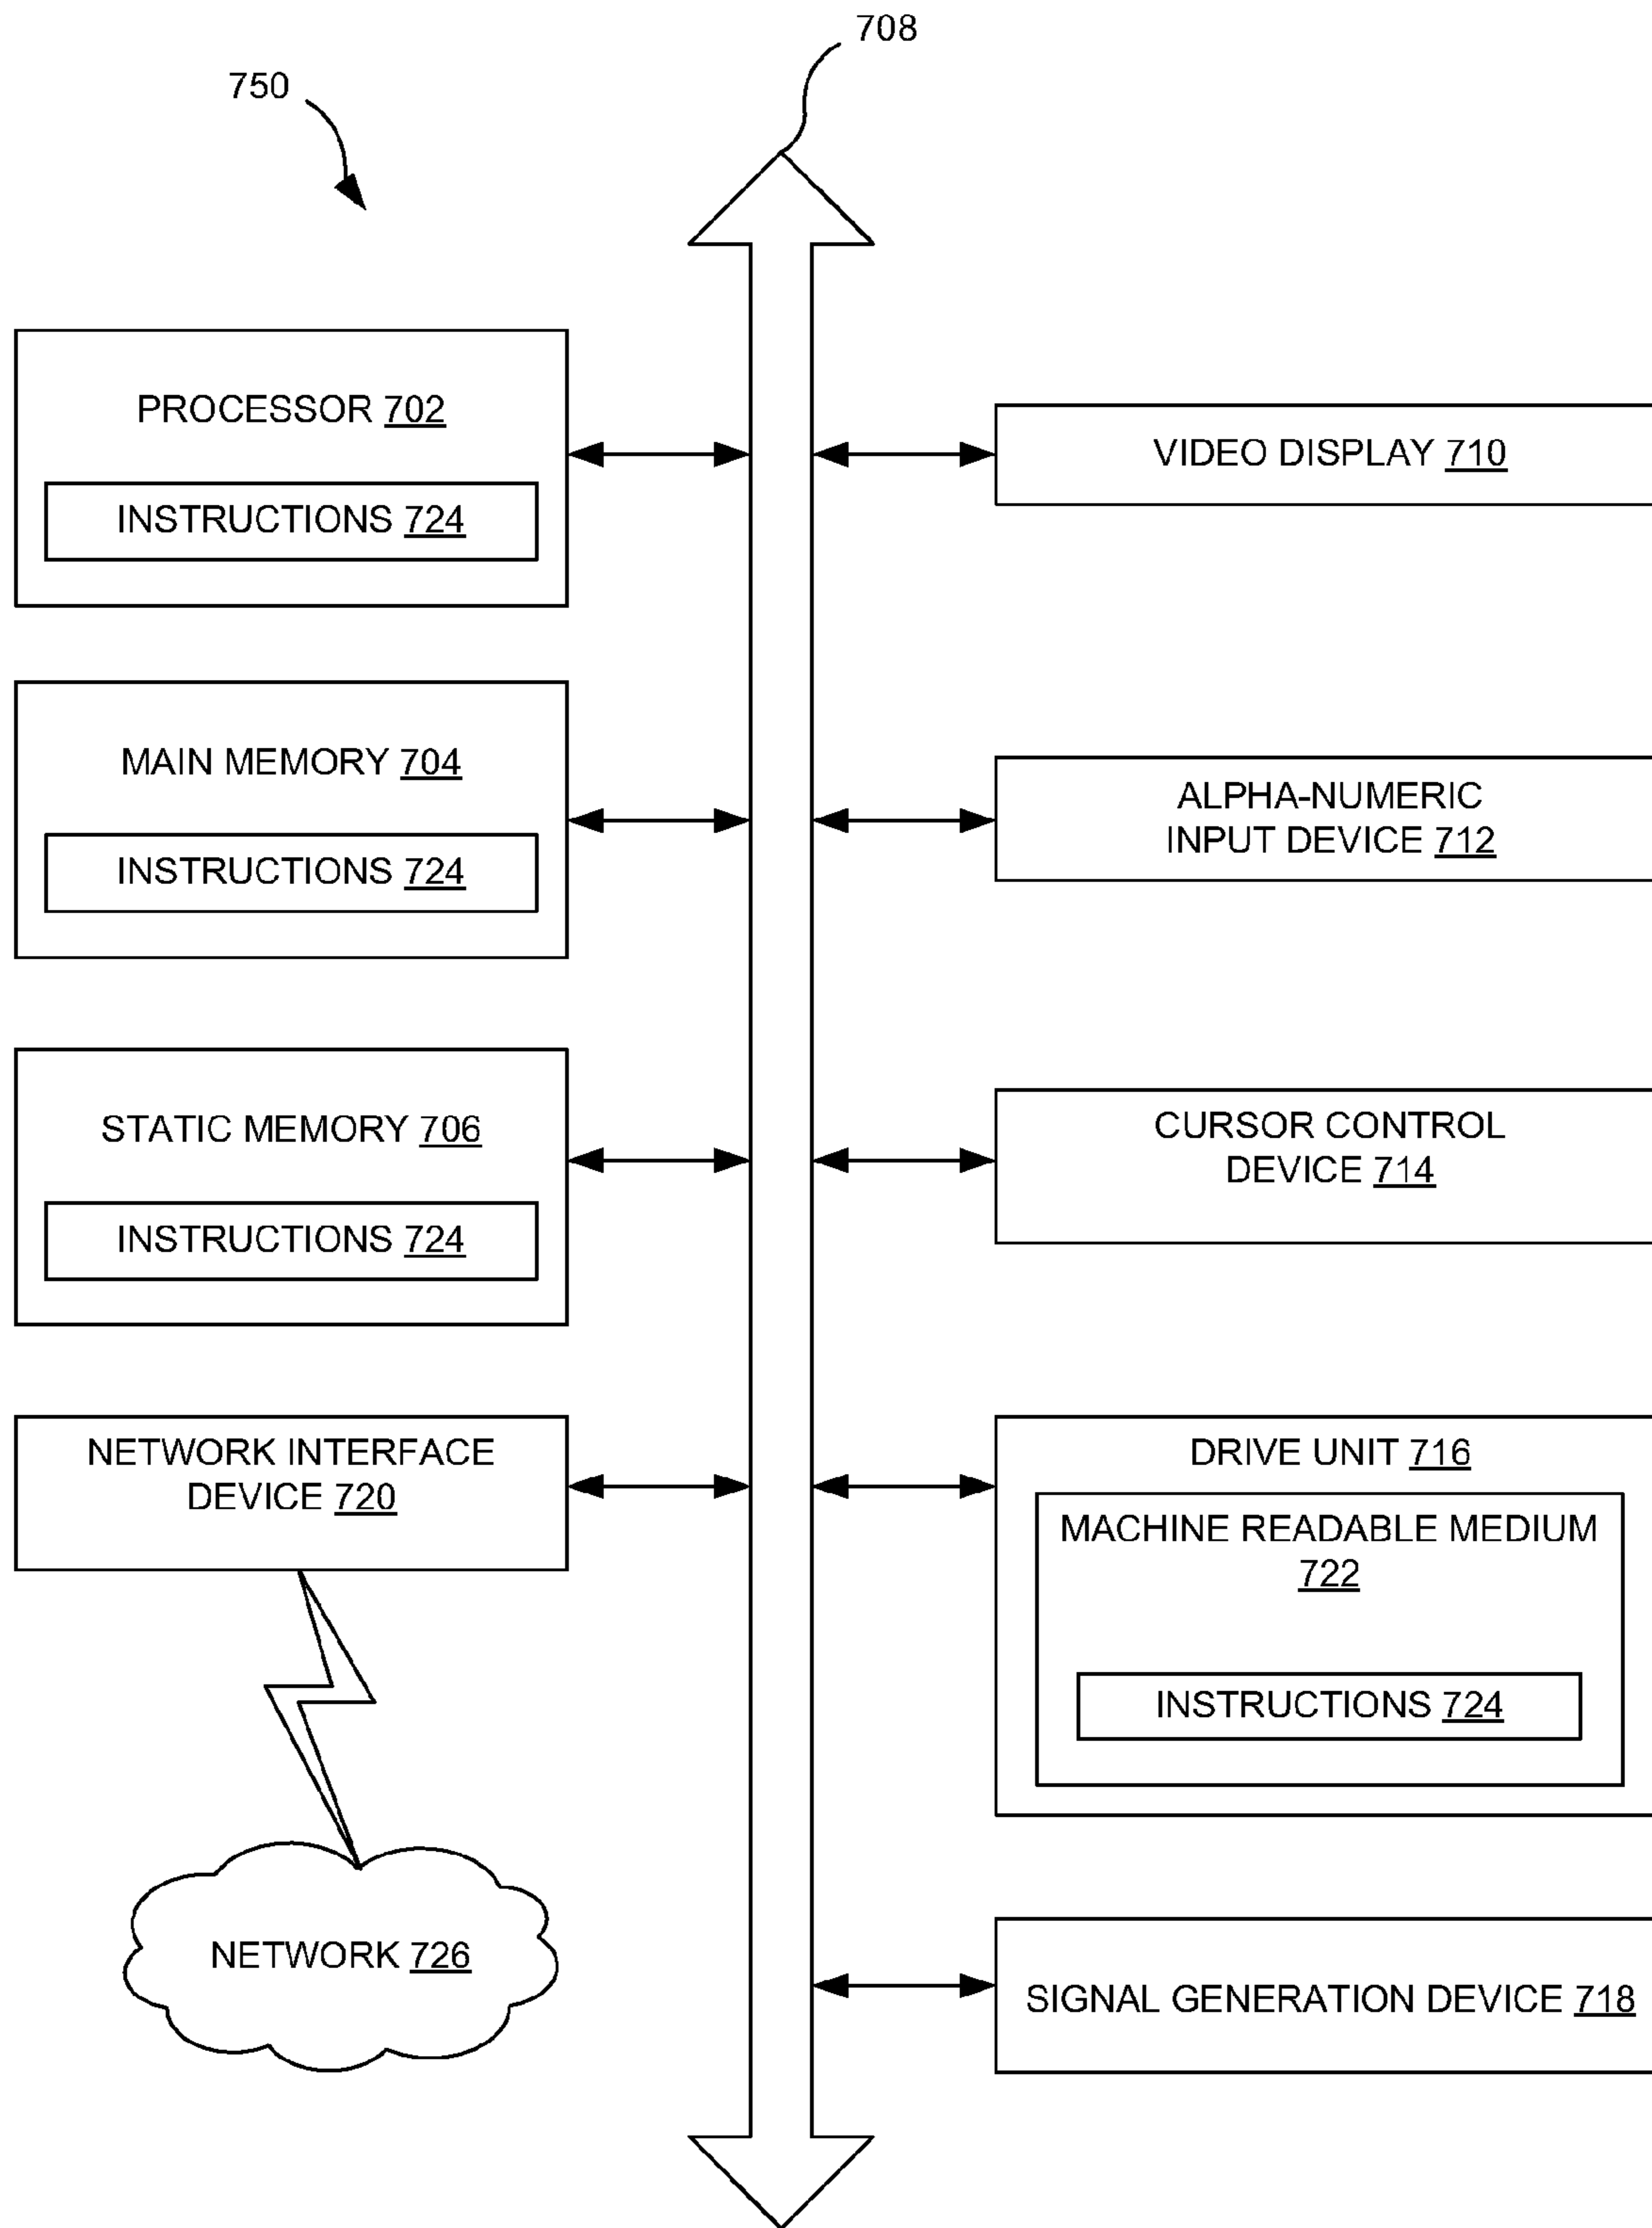 708
750
PROCESSOR 702
INSTRUCTIONS 724
VIDEO DISPLAY 710
MAIN MEMORY 704
INSTRUCTIONS 724
ALPHA-NUMERIC
INPUT DEVICE 712
STATIC MEMORY 706
INSTRUCTIONS 724
CURSOR CONTROL
DEVICE 714
NETWORK INTERFACE
DEVICE 720
DRIVE UNIT 716
MACHINE READABLE MEDIUM
722
INSTRUCTIONS 724
NETWORK 726
SIGNAL GENERATION DEVICE 718